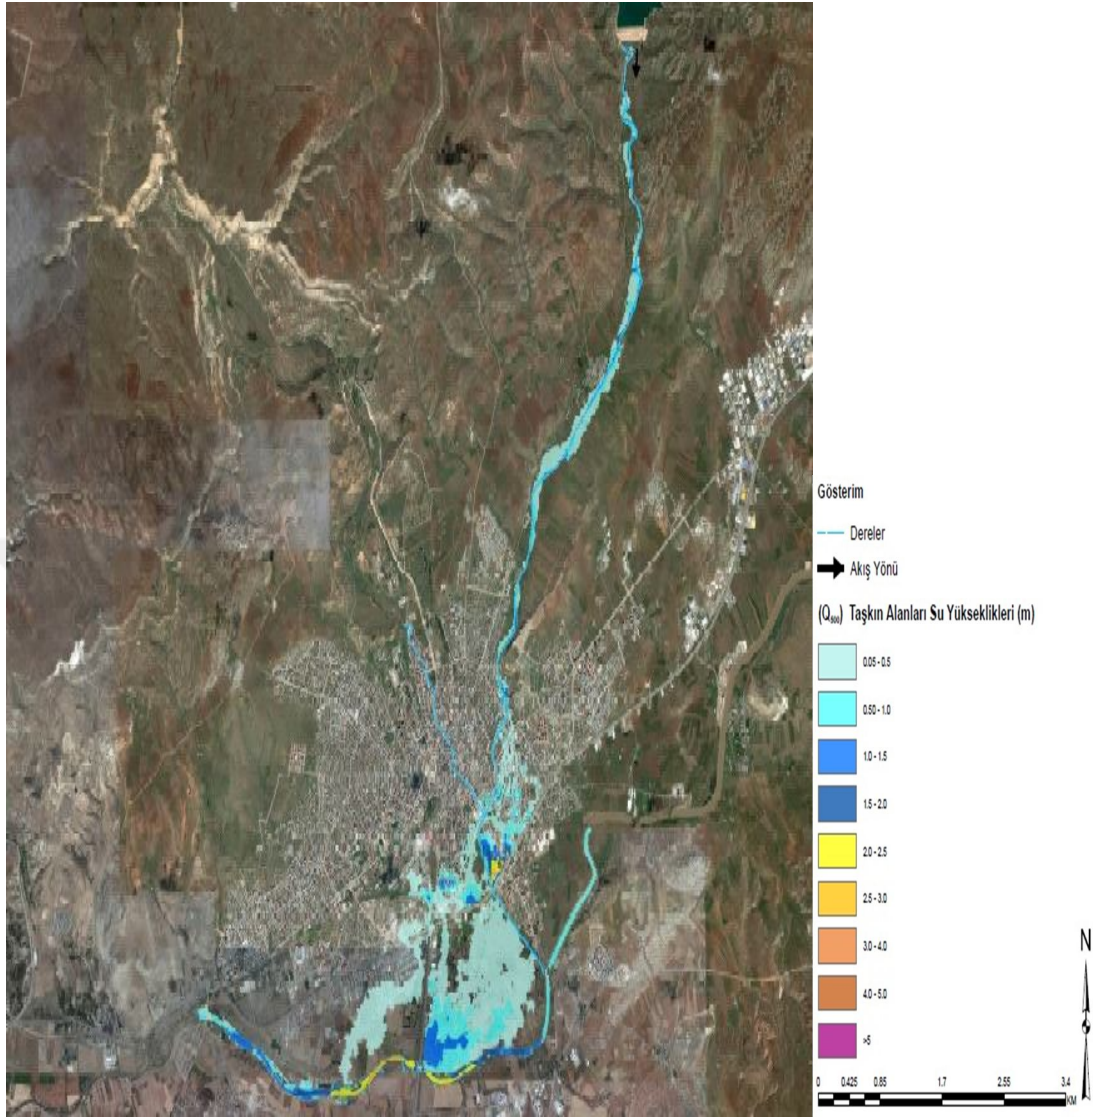 Gösterim
Dereler
Akış Yönü
(Q₅₀₀) Taşkın Alanları Su Yükseklikleri (m)
0.05 - 0.5
0.50 - 1.0
1.0 - 1.5
1.5 - 2.0
2.0 - 2.5
2.5 - 3.0
3.0 - 4.0
4.0 - 5.0
>5
N
0 0.425 0.85 1.7 2.55 3.4
KM